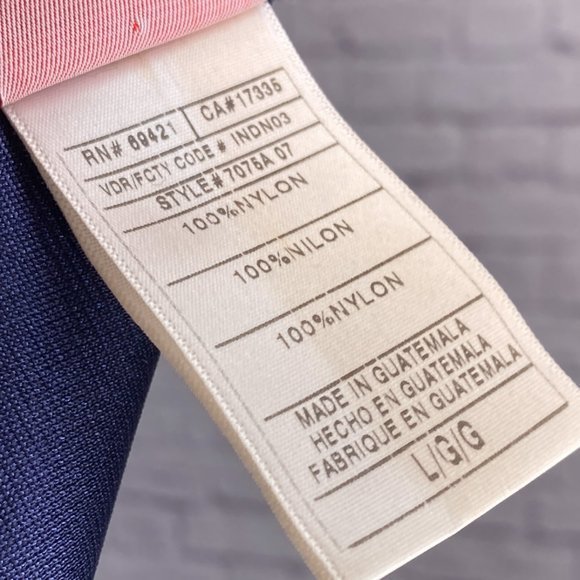 RN# 69421 CA#17335
VDR/FCTY CODE# INDN03
STYLE#7075A 07
100%NYLON
100%NILON
100%NYLON
MADE IN GUATEMALA
HECHO EN GUATEMALA
FABRIQUE EN GUATEMALA
L/G/G